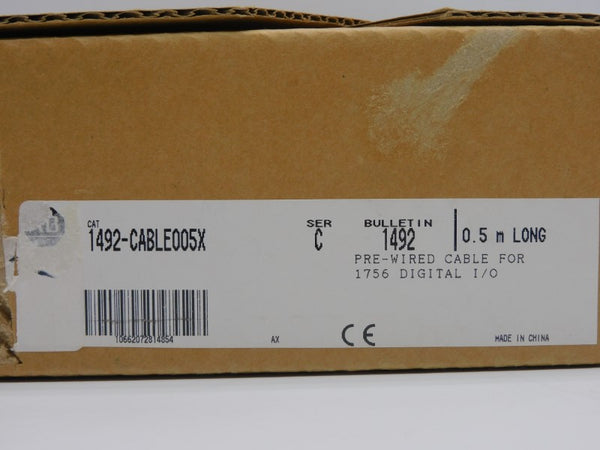 A-B
CAT
1492-CABLE005X
SER
C
BULLETIN
1492
0.5 m LONG
PRE-WIRED CABLE FOR
1756 DIGITAL I/O
10662072814854
AX
CE
MADE IN CHINA